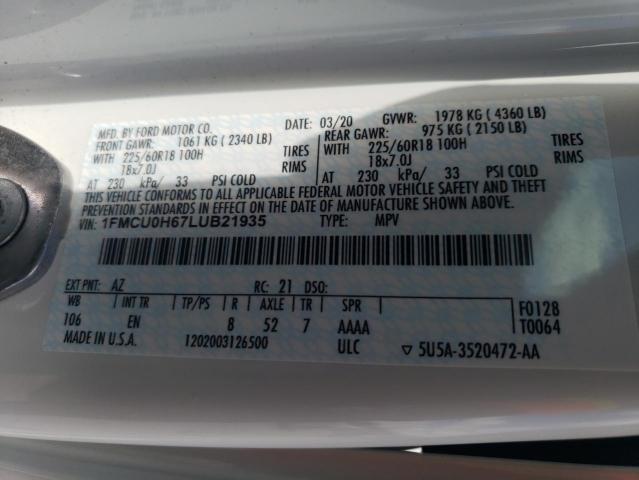 MFD. BY FORD MOTOR CO. DATE: 03/20 GVWR: 1978 KG ( 4360 LB)
FRONT GAWR: 1061 KG ( 2340 LB) REAR GAWR: 975 KG ( 2150 LB)
WITH 225/60R18 100H TIRES WITH 225/60R18 100H TIRES
18x7.0J RIMS 18x7.0J RIMS
AT 230 kPa/ 33 PSI COLD AT 230 kPa/ 33 PSI COLD
THIS VEHICLE CONFORMS TO ALL APPLICABLE FEDERAL MOTOR VEHICLE SAFETY AND THEFT
PREVENTION STANDARDS IN EFFECT ON THE DATE OF MANUFACTURE SHOWN ABOVE.
VIN: 1FMCU0H67LUB21935 TYPE: MPV
EXT PNT: AZ RC: 21 DSO: F0128
WB INT TR TP/PS R AXLE TR SPR T0064
106 EN 8 52 7 AAAA
MADE IN U.S.A. 1202003126500 ULC ▽ 5U5A-3520472-AA